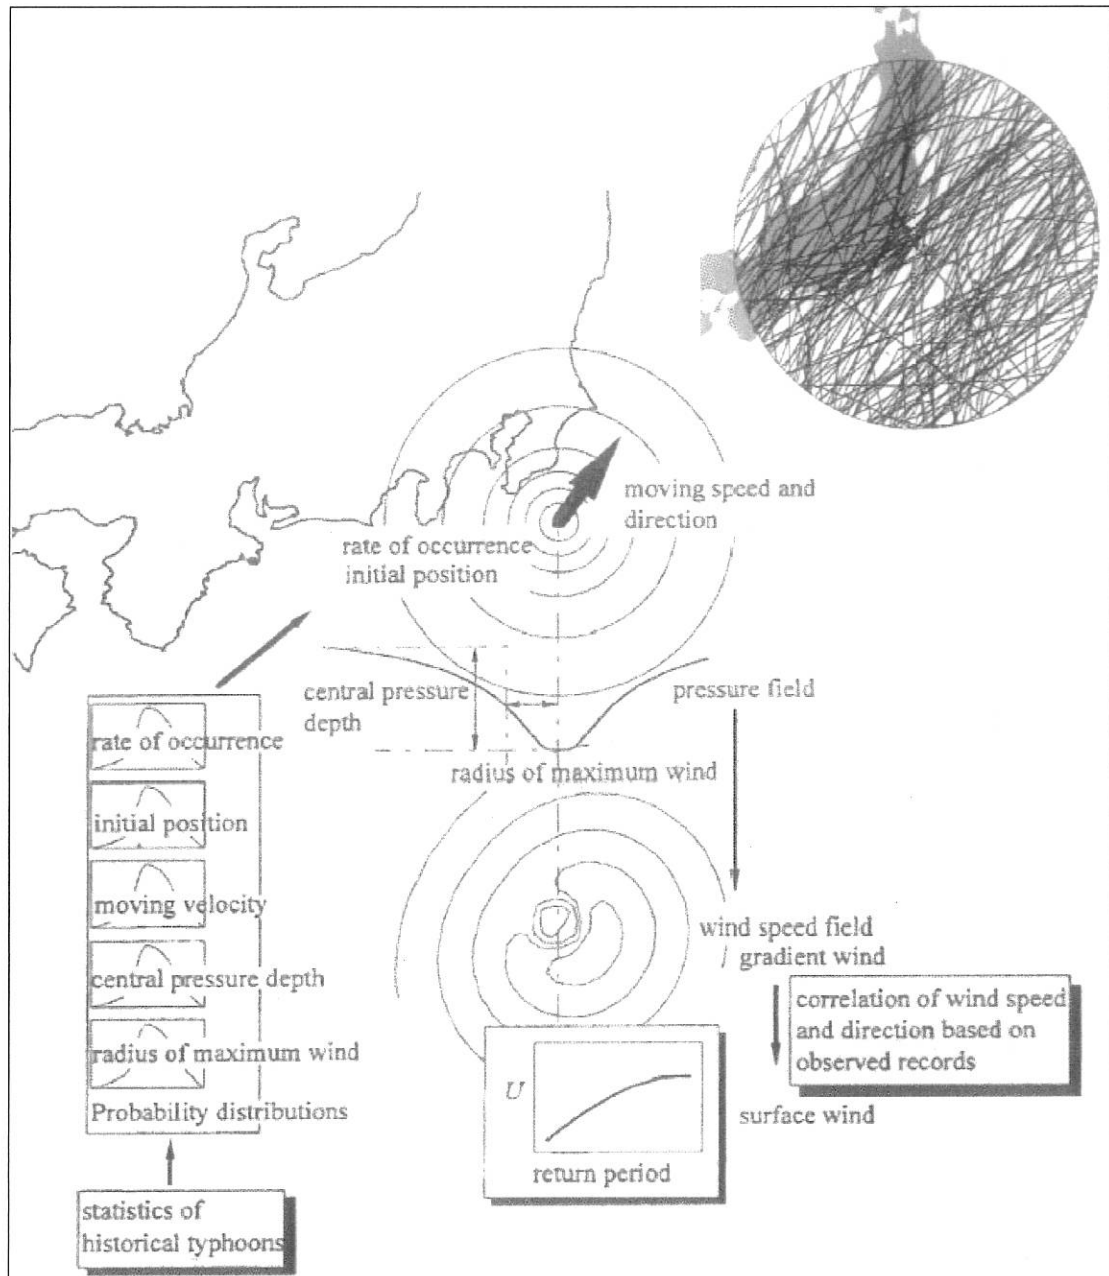 moving speed and
direction
rate of occurrence
initial position
central pressure
depth
pressure field
radius of maximum wind
rate of occurrence
initial position
moving velocity
central pressure depth
radius of maximum wind
Probability distributions
statistics of
historical typhoons
wind speed field
gradient wind
correlation of wind speed
and direction based on
observed records
surface wind
U
return period